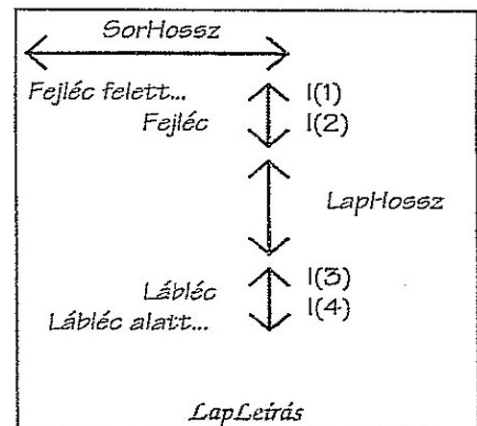 SorHossz
Fejléc felett... l(1)
Fejléc l(2)
LapHossz
Lábléc l(3)
Lábléc alatt... l(4)
LapLeírás